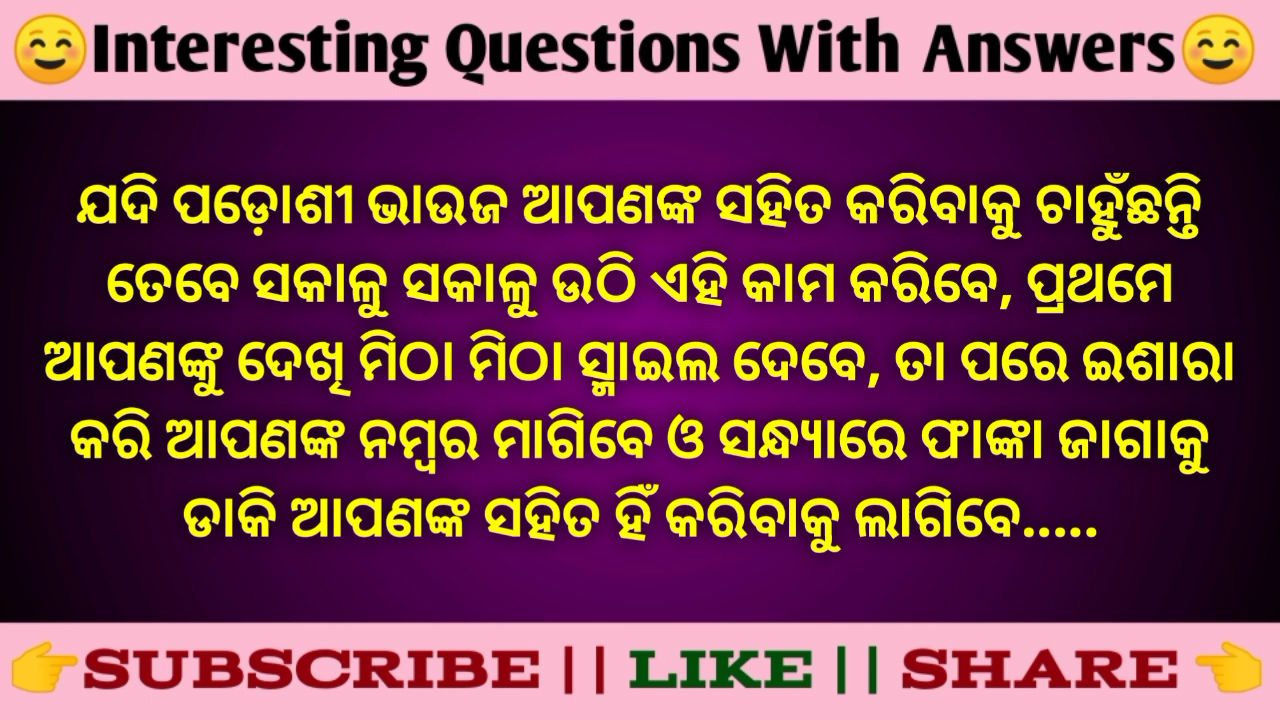 😊Interesting Questions With Answers😊
ଯଦି ପଡ଼ୋଶୀ ଭାଉଜ ଆପଣଙ୍କ ସହିତ କରିବାକୁ ଚାହୁଁଛନ୍ତି
ତେବେ ସକାଳୁ ସକାଳୁ ଉଠି ଏହି କାମ କରିବେ, ପ୍ରଥମେ
ଆପଣଙ୍କୁ ଦେଖି ମିଠା ମିଠା ସ୍ମାଇଲ ଦେବେ, ତା ପରେ ଇଶାରା
କରି ଆପଣଙ୍କ ନମ୍ବର ମାଗିବେ ଓ ସନ୍ଧ୍ୟାରେ ଫାଙ୍କା ଜାଗାକୁ
ଡାକି ଆପଣଙ୍କ ସହିତ ହିଁ କରିବାକୁ ଲାଗିବେ.....
👉SUBSCRIBE || LIKE || SHARE👈